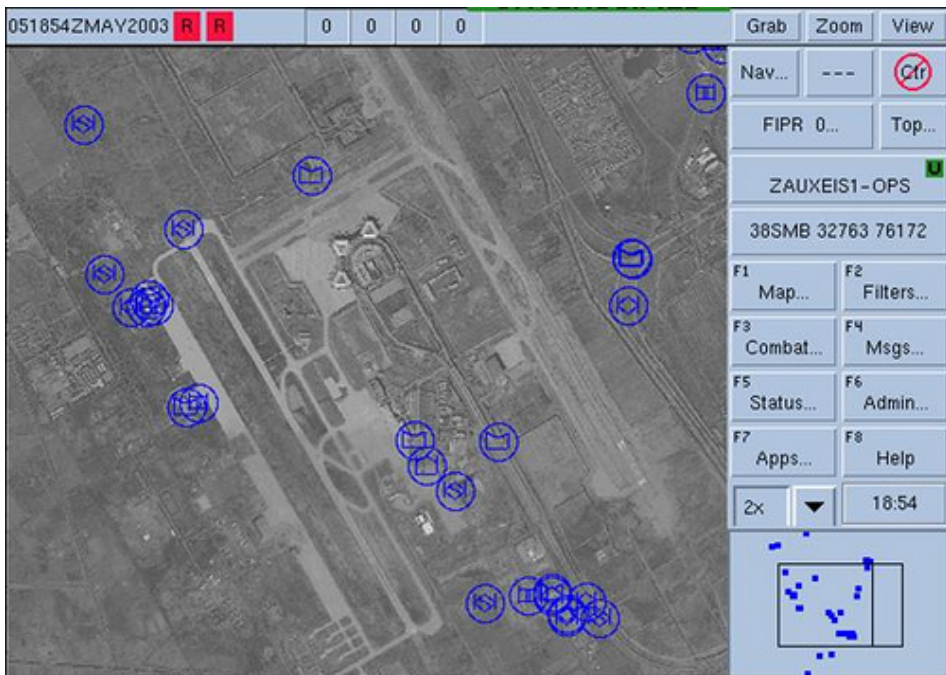 051854ZMAY2003 R R 0 0 0 0 Grab Zoom View
Nav... --- Ctr
FIPR 0... Top...
U
ZAUXEIS1-OPS
38SMB 32763 76172
F1 Map... F2 Filters...
F3 Combat... F4 Msgs...
F5 Status... F6 Admin...
F7 Apps... F8 Help
2x 18:54